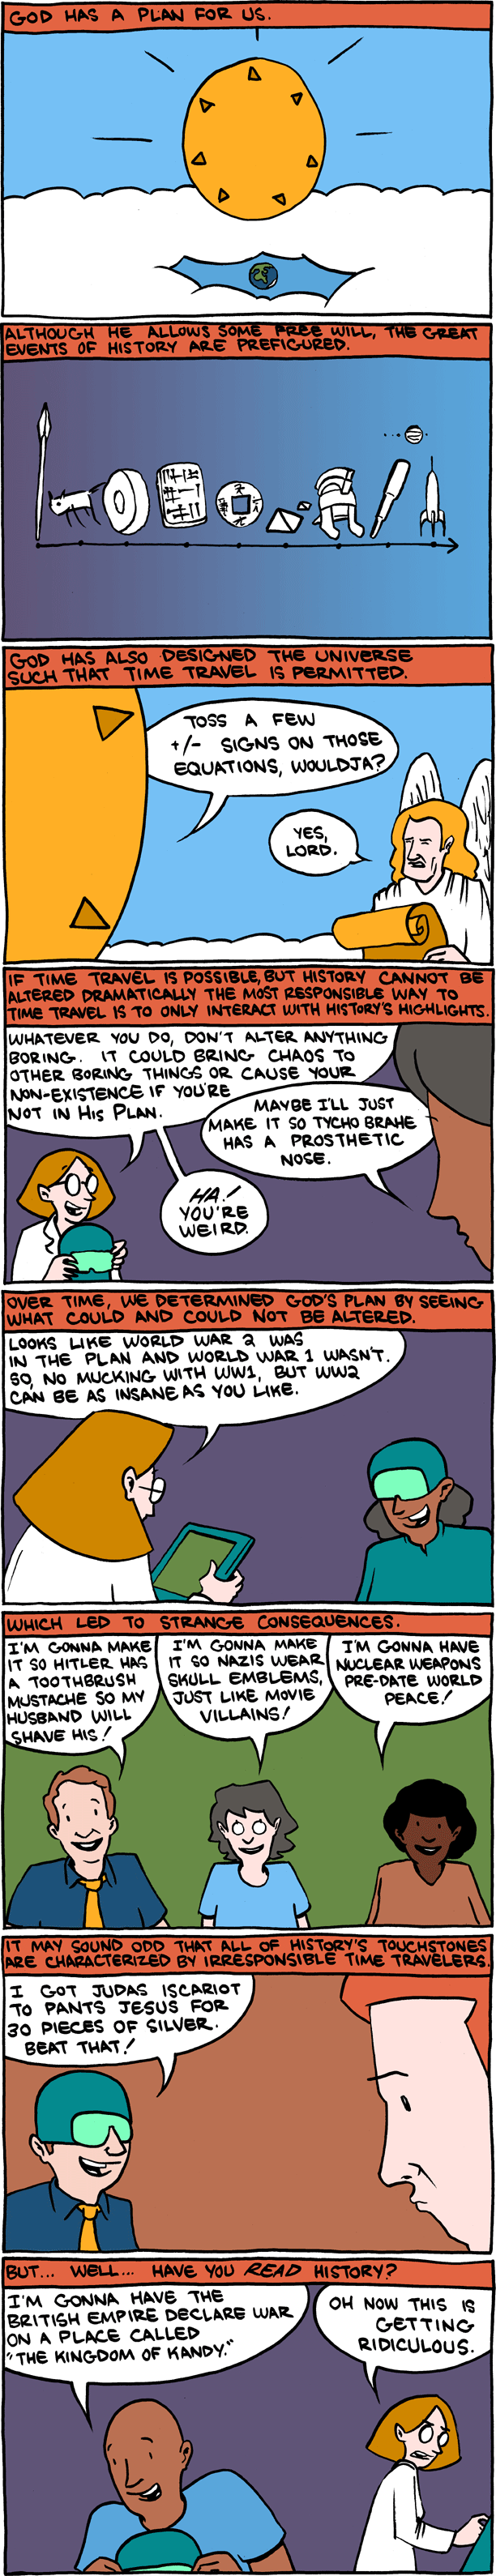 GOD HAS A PLAN FOR US.
ALTHOUGH HE ALLOWS SOME FREE WILL, THE GREAT
EVENTS OF HISTORY ARE PREFIGURED.
GOD HAS ALSO DESIGNED THE UNIVERSE
SUCH THAT TIME TRAVEL IS PERMITTED.
TOSS A FEW
+/- SIGNS ON THOSE
EQUATIONS, WOULDJA?
YES,
LORD.
IF TIME TRAVEL IS POSSIBLE, BUT HISTORY CANNOT BE
ALTERED DRAMATICALLY THE MOST RESPONSIBLE WAY TO
TIME TRAVEL IS TO ONLY INTERACT WITH HISTORY'S HIGHLIGHTS.
WHATEVER YOU DO, DON'T ALTER ANYTHING
BORING. IT COULD BRING CHAOS TO
OTHER BORING THINGS OR CAUSE YOUR
NON-EXISTENCE IF YOU'RE
NOT IN HIS PLAN.
MAYBE I'LL JUST
MAKE IT SO TYCHO BRAHE
HAS A PROSTHETIC
NOSE.
HA!
YOU'RE
WEIRD.
OVER TIME, WE DETERMINED GOD'S PLAN BY SEEING
WHAT COULD AND COULD NOT BE ALTERED.
LOOKS LIKE WORLD WAR 2 WAS
IN THE PLAN AND WORLD WAR 1 WASN'T.
SO, NO MUCKING WITH WW1, BUT WW2
CAN BE AS INSANE AS YOU LIKE.
WHICH LED TO STRANGE CONSEQUENCES.
I'M GONNA MAKE
IT SO HITLER HAS
A TOOTHBRUSH
MUSTACHE SO MY
HUSBAND WILL
SHAVE HIS!
I'M GONNA MAKE
IT SO NAZIS WEAR
SKULL EMBLEMS,
JUST LIKE MOVIE
VILLAINS!
I'M GONNA HAVE
NUCLEAR WEAPONS
PRE-DATE WORLD
PEACE!
IT MAY SOUND ODD THAT ALL OF HISTORY'S TOUCHSTONES
ARE CHARACTERIZED BY IRRESPONSIBLE TIME TRAVELERS.
I GOT JUDAS ISCARIOT
TO PANTS JESUS FOR
30 PIECES OF SILVER.
BEAT THAT!
BUT... WELL... HAVE YOU READ HISTORY?
I'M GONNA HAVE THE
BRITISH EMPIRE DECLARE WAR
ON A PLACE CALLED
"THE KINGDOM OF KANDY."
OH NOW THIS IS
GETTING
RIDICULOUS.